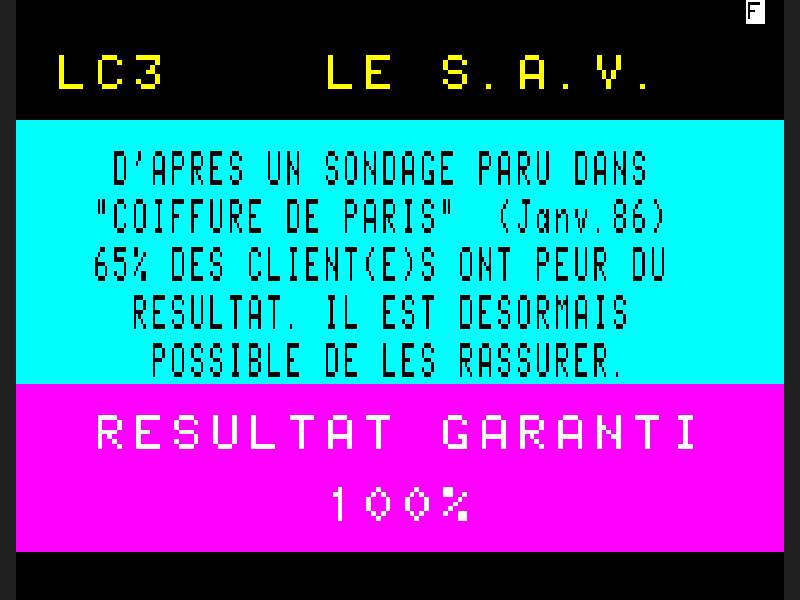 F
LC3 LE S.A.V.
D'APRES UN SONDAGE PARU DANS
"COIFFURE DE PARIS" (Janv.86)
65% DES CLIENT(E)S ONT PEUR DU
RESULTAT. IL EST DESORMAIS
POSSIBLE DE LES RASSURER.
RESULTAT GARANTI
100%